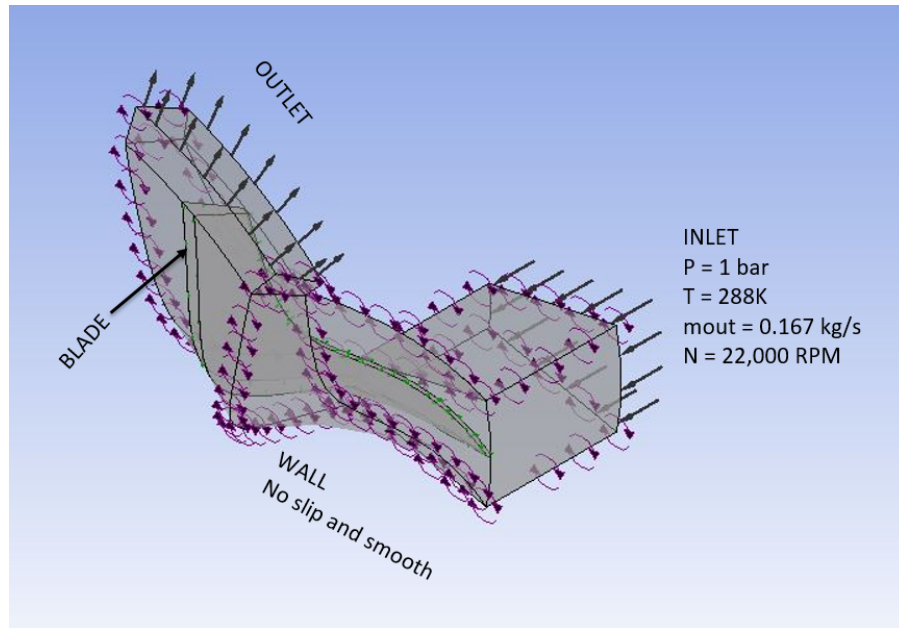 OUTLET
BLADE
INLET
P = 1 bar
T = 288K
mout = 0.167 kg/s
N = 22,000 RPM
WALL
No slip and smooth